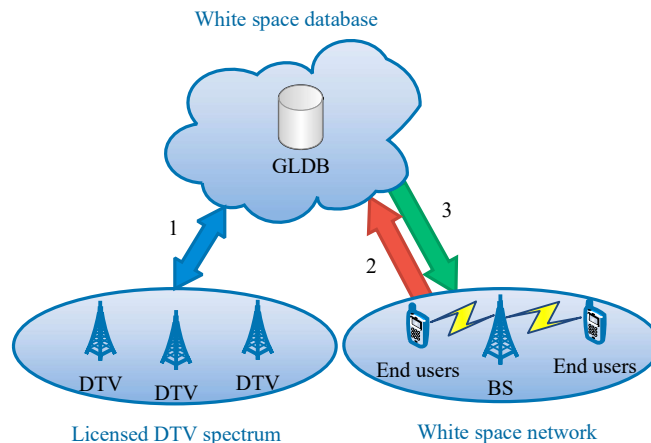 White space database
GLDB
1
2
3
DTV
DTV
DTV
End users
BS
End users
Licensed DTV spectrum
White space network